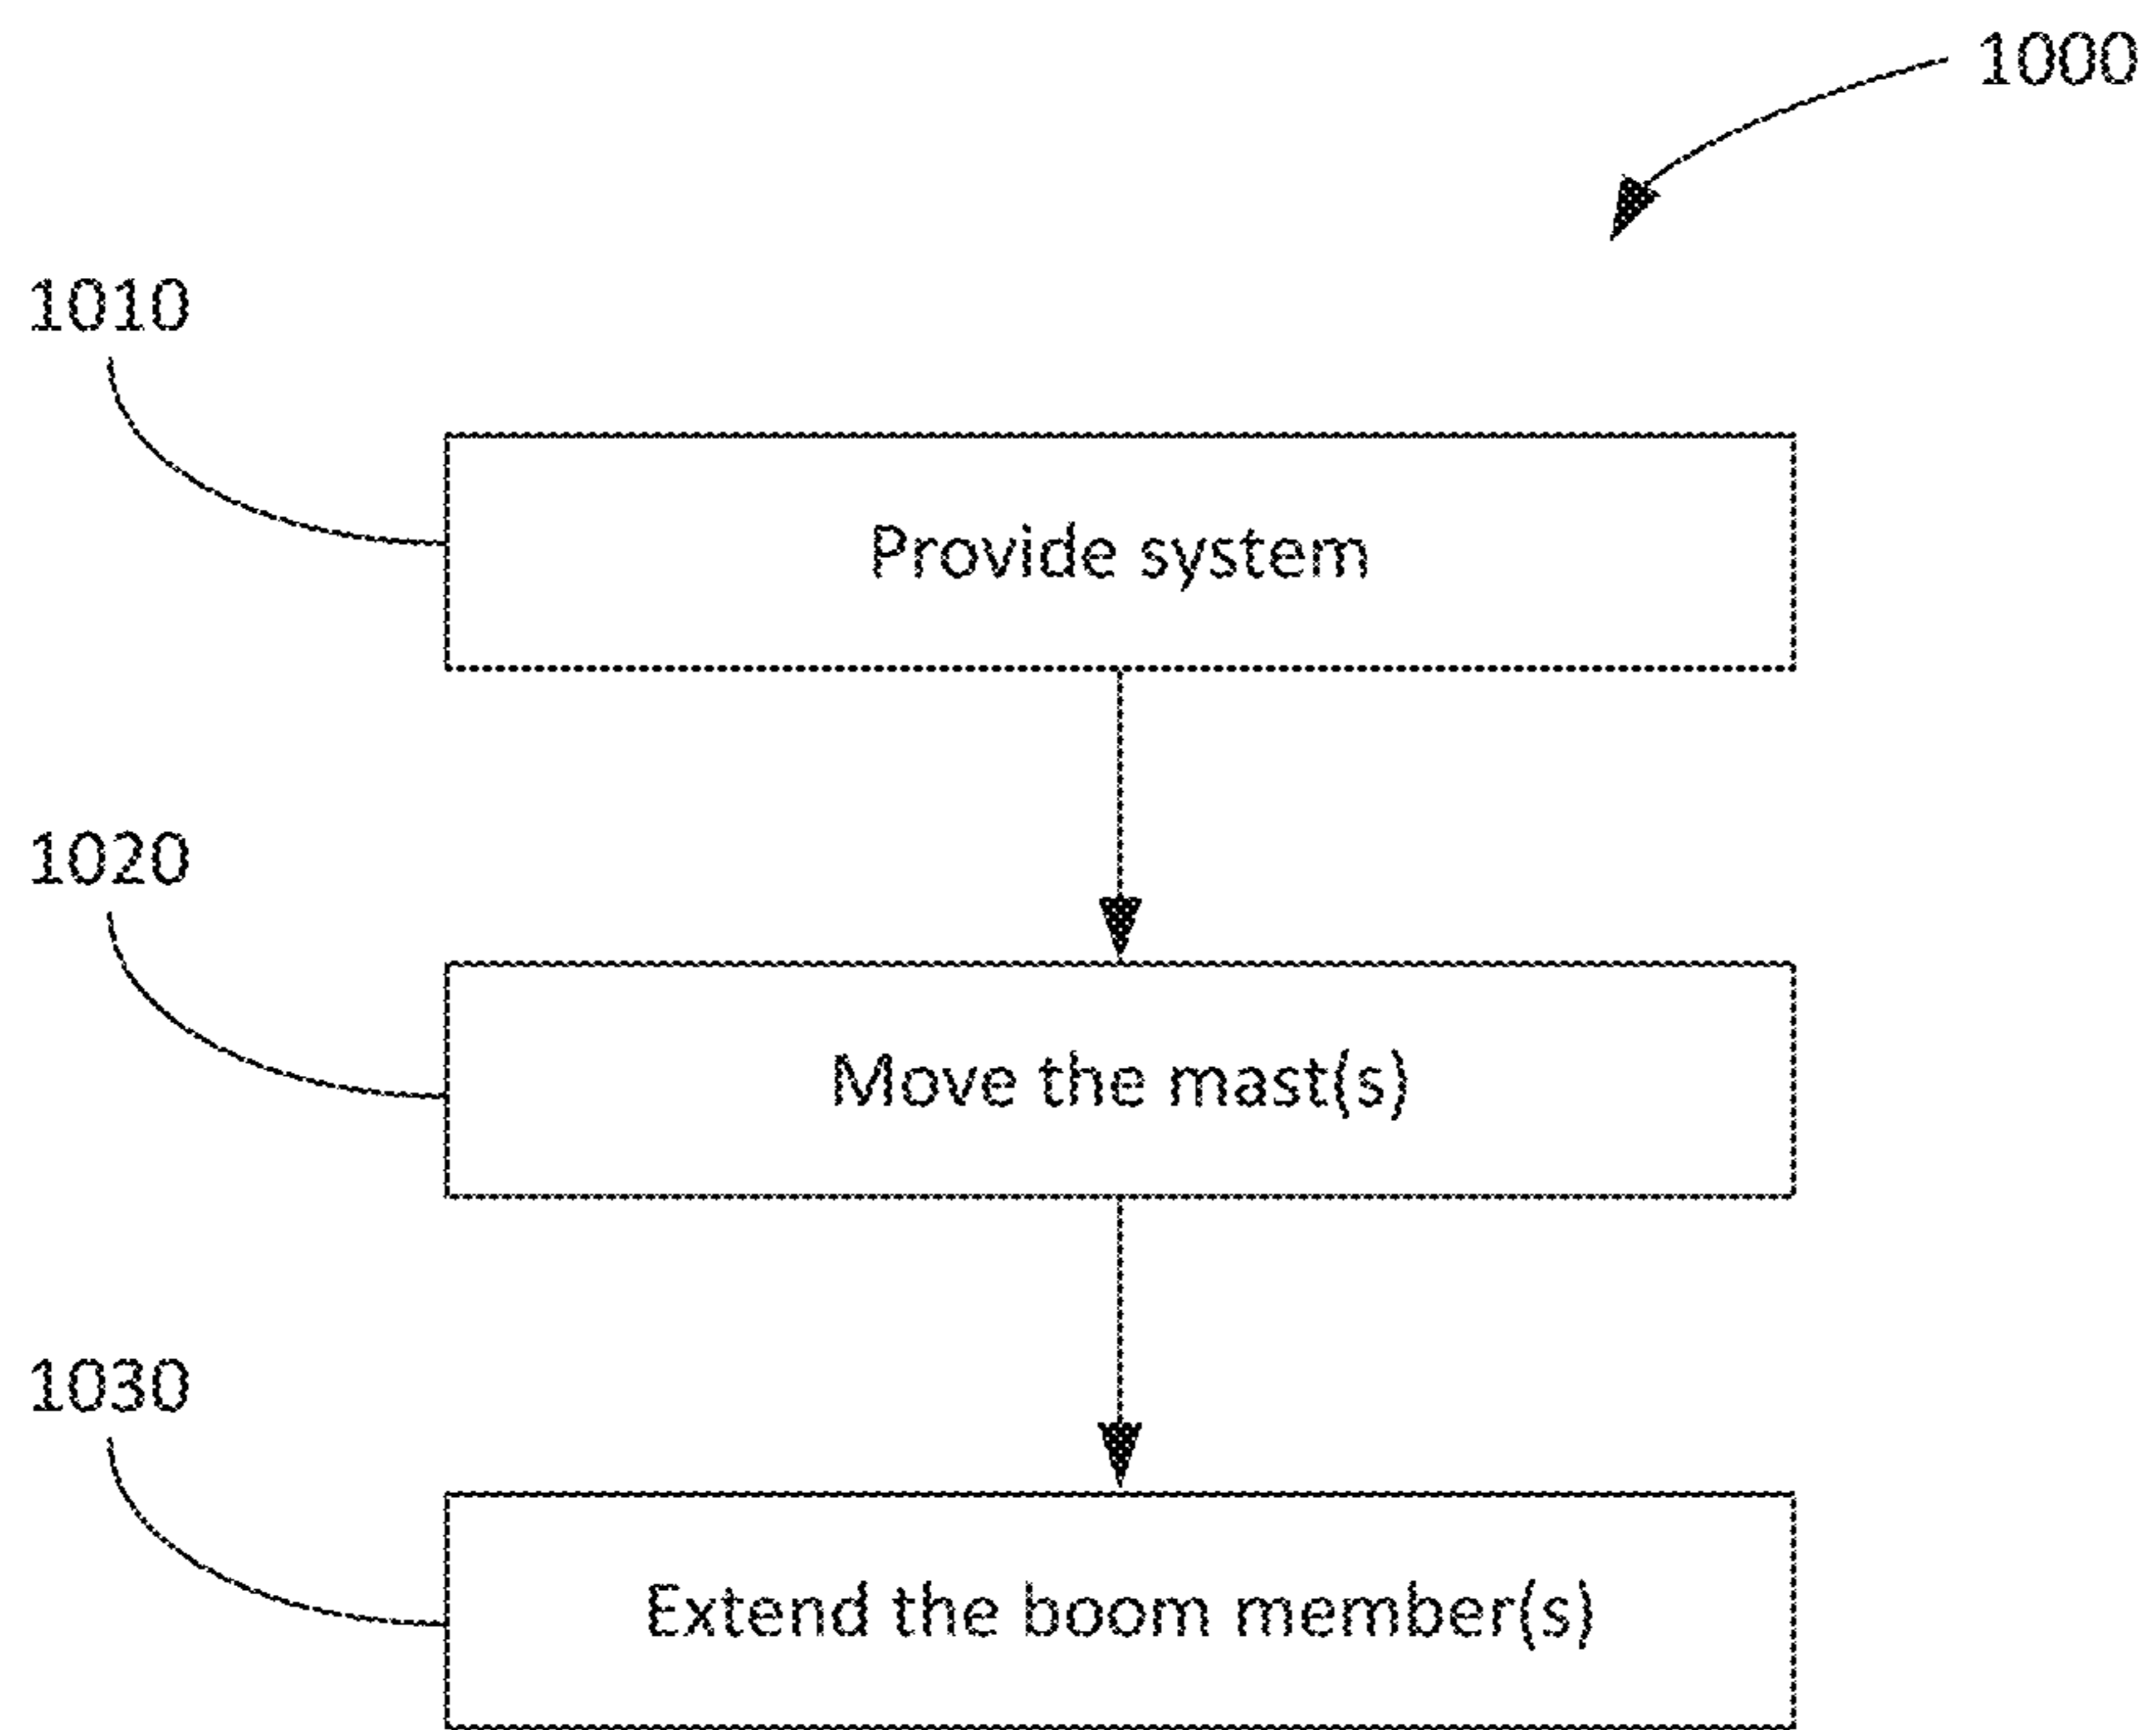 1000
1010
Provide system
1020
Move the mast(s)
1030
Extend the boom member(s)